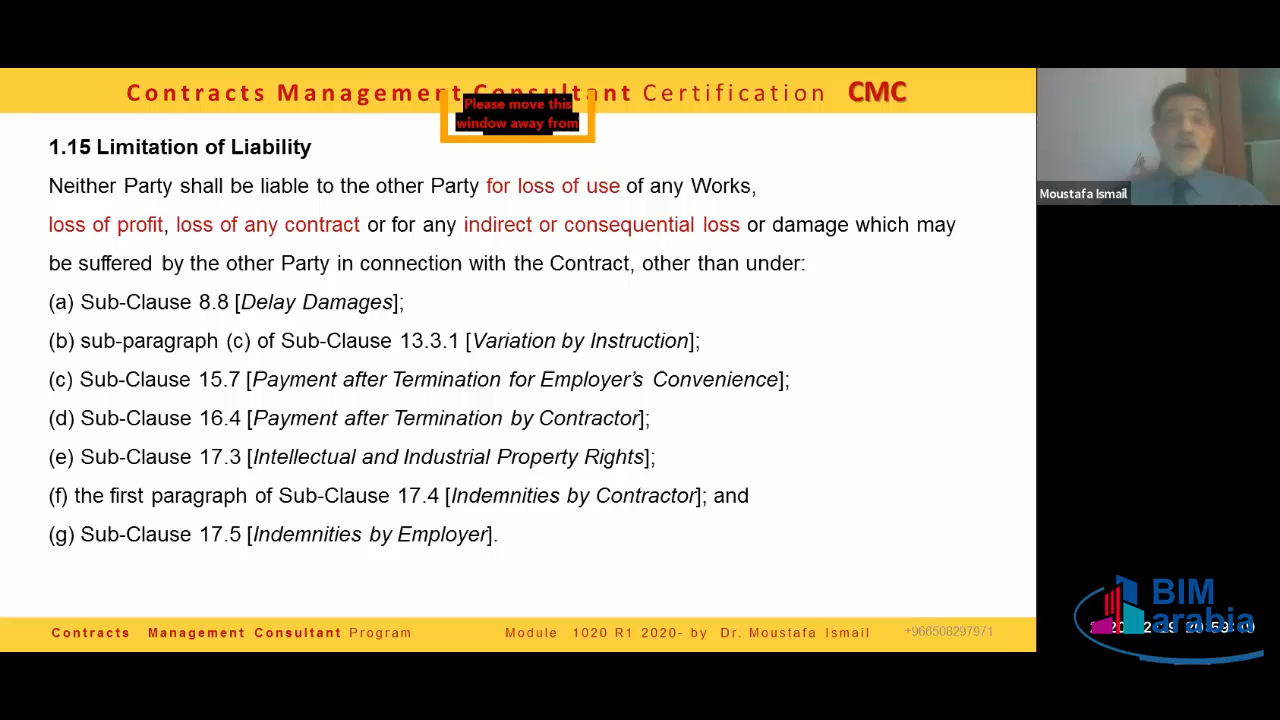 Contracts Management Consultant Certification CMC
Please move this
window away from
1.15 Limitation of Liability
Neither Party shall be liable to the other Party for loss of use of any Works,
loss of profit, loss of any contract or for any indirect or consequential loss or damage which may
be suffered by the other Party in connection with the Contract, other than under:
(a) Sub-Clause 8.8 [Delay Damages];
(b) sub-paragraph (c) of Sub-Clause 13.3.1 [Variation by Instruction];
(c) Sub-Clause 15.7 [Payment after Termination for Employer's Convenience];
(d) Sub-Clause 16.4 [Payment after Termination by Contractor];
(e) Sub-Clause 17.3 [Intellectual and Industrial Property Rights];
(f) the first paragraph of Sub-Clause 17.4 [Indemnities by Contractor]; and
(g) Sub-Clause 17.5 [Indemnities by Employer].
Contracts Management Consultant Program Module 1020 R1 2020- by Dr. Moustafa Ismail +966508297971
Moustafa Ismail
BIM
arabia